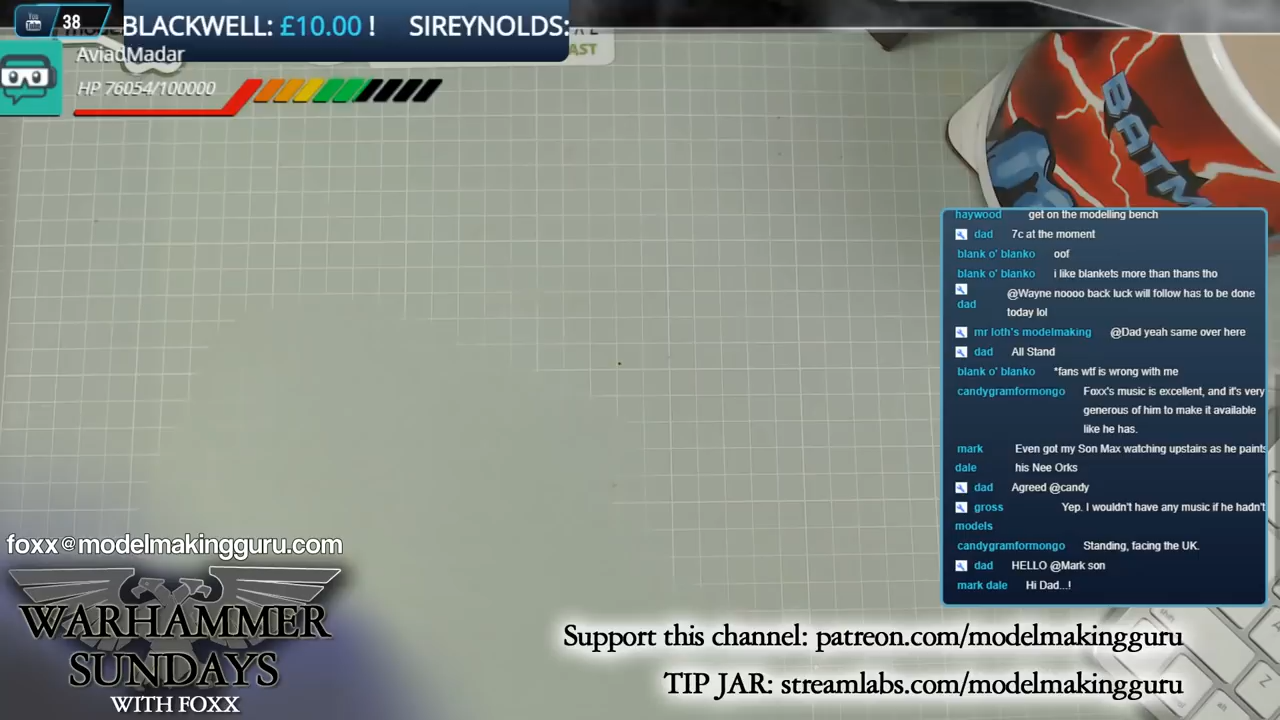 You
Tube
38
BLACKWELL: £10.00 ! SIREYNOLDS:
AST
AviadMadar
HP 76054/100000
BATM
haywood get on the modelling bench
dad 7c at the moment
blank o' blanko oof
blank o' blanko i like blankets more than thans tho
dad @Wayne noooo back luck will follow has to be done
today lol
mr loth's modelmaking @Dad yeah same over here
dad All Stand
blank o' blanko *fans wtf is wrong with me
candygramformongo Foxx's music is excellent, and it's very
generous of him to make it available
like he has.
mark dale Even got my Son Max watching upstairs as he paints
his Nee Orks
dad Agreed @candy
gross models Yep. I wouldn't have any music if he hadn't
candygramformongo Standing, facing the UK.
dad HELLO @Mark son
mark dale Hi Dad...!
foxx@modelmakingguru.com
WARHAMMER
SUNDAYS
WITH FOXX
Support this channel: patreon.com/modelmakingguru
TIP JAR: streamlabs.com/modelmakingguru